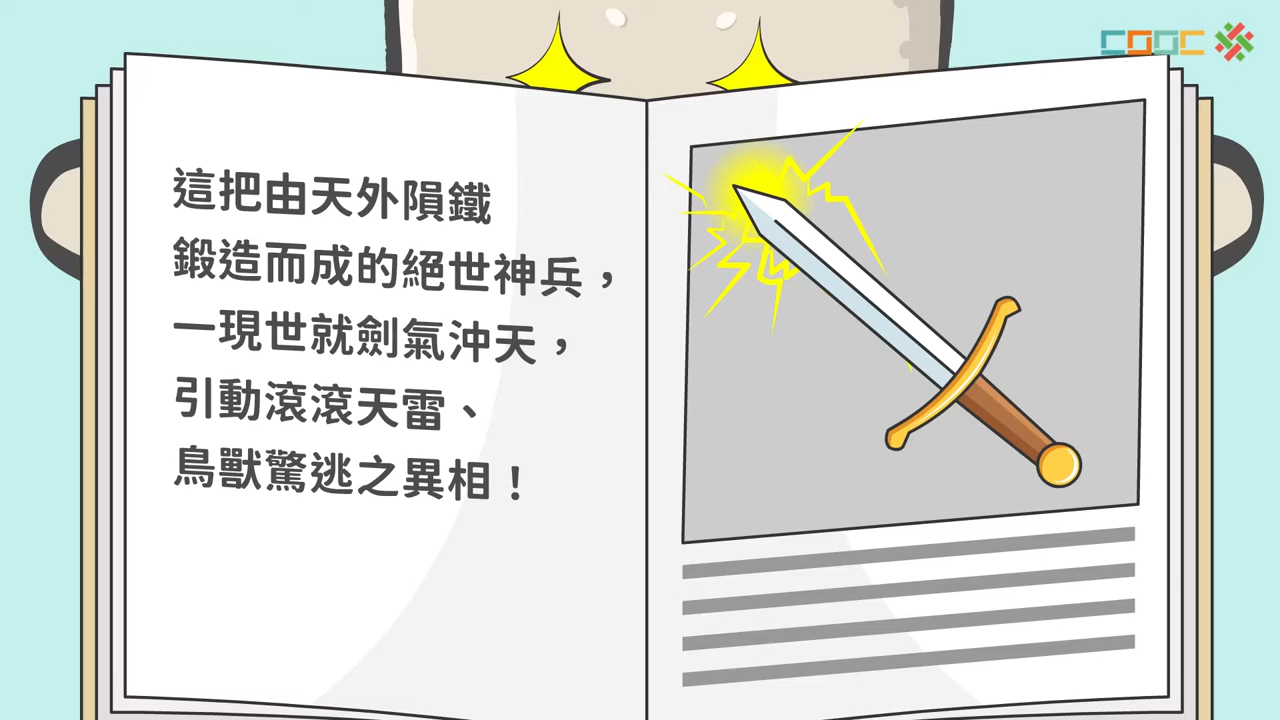 COOC
這把由天外隕鐵
鍛造而成的絕世神兵，
一現世就劍氣沖天，
引動滾滾天雷、
鳥獸驚逃之異相！